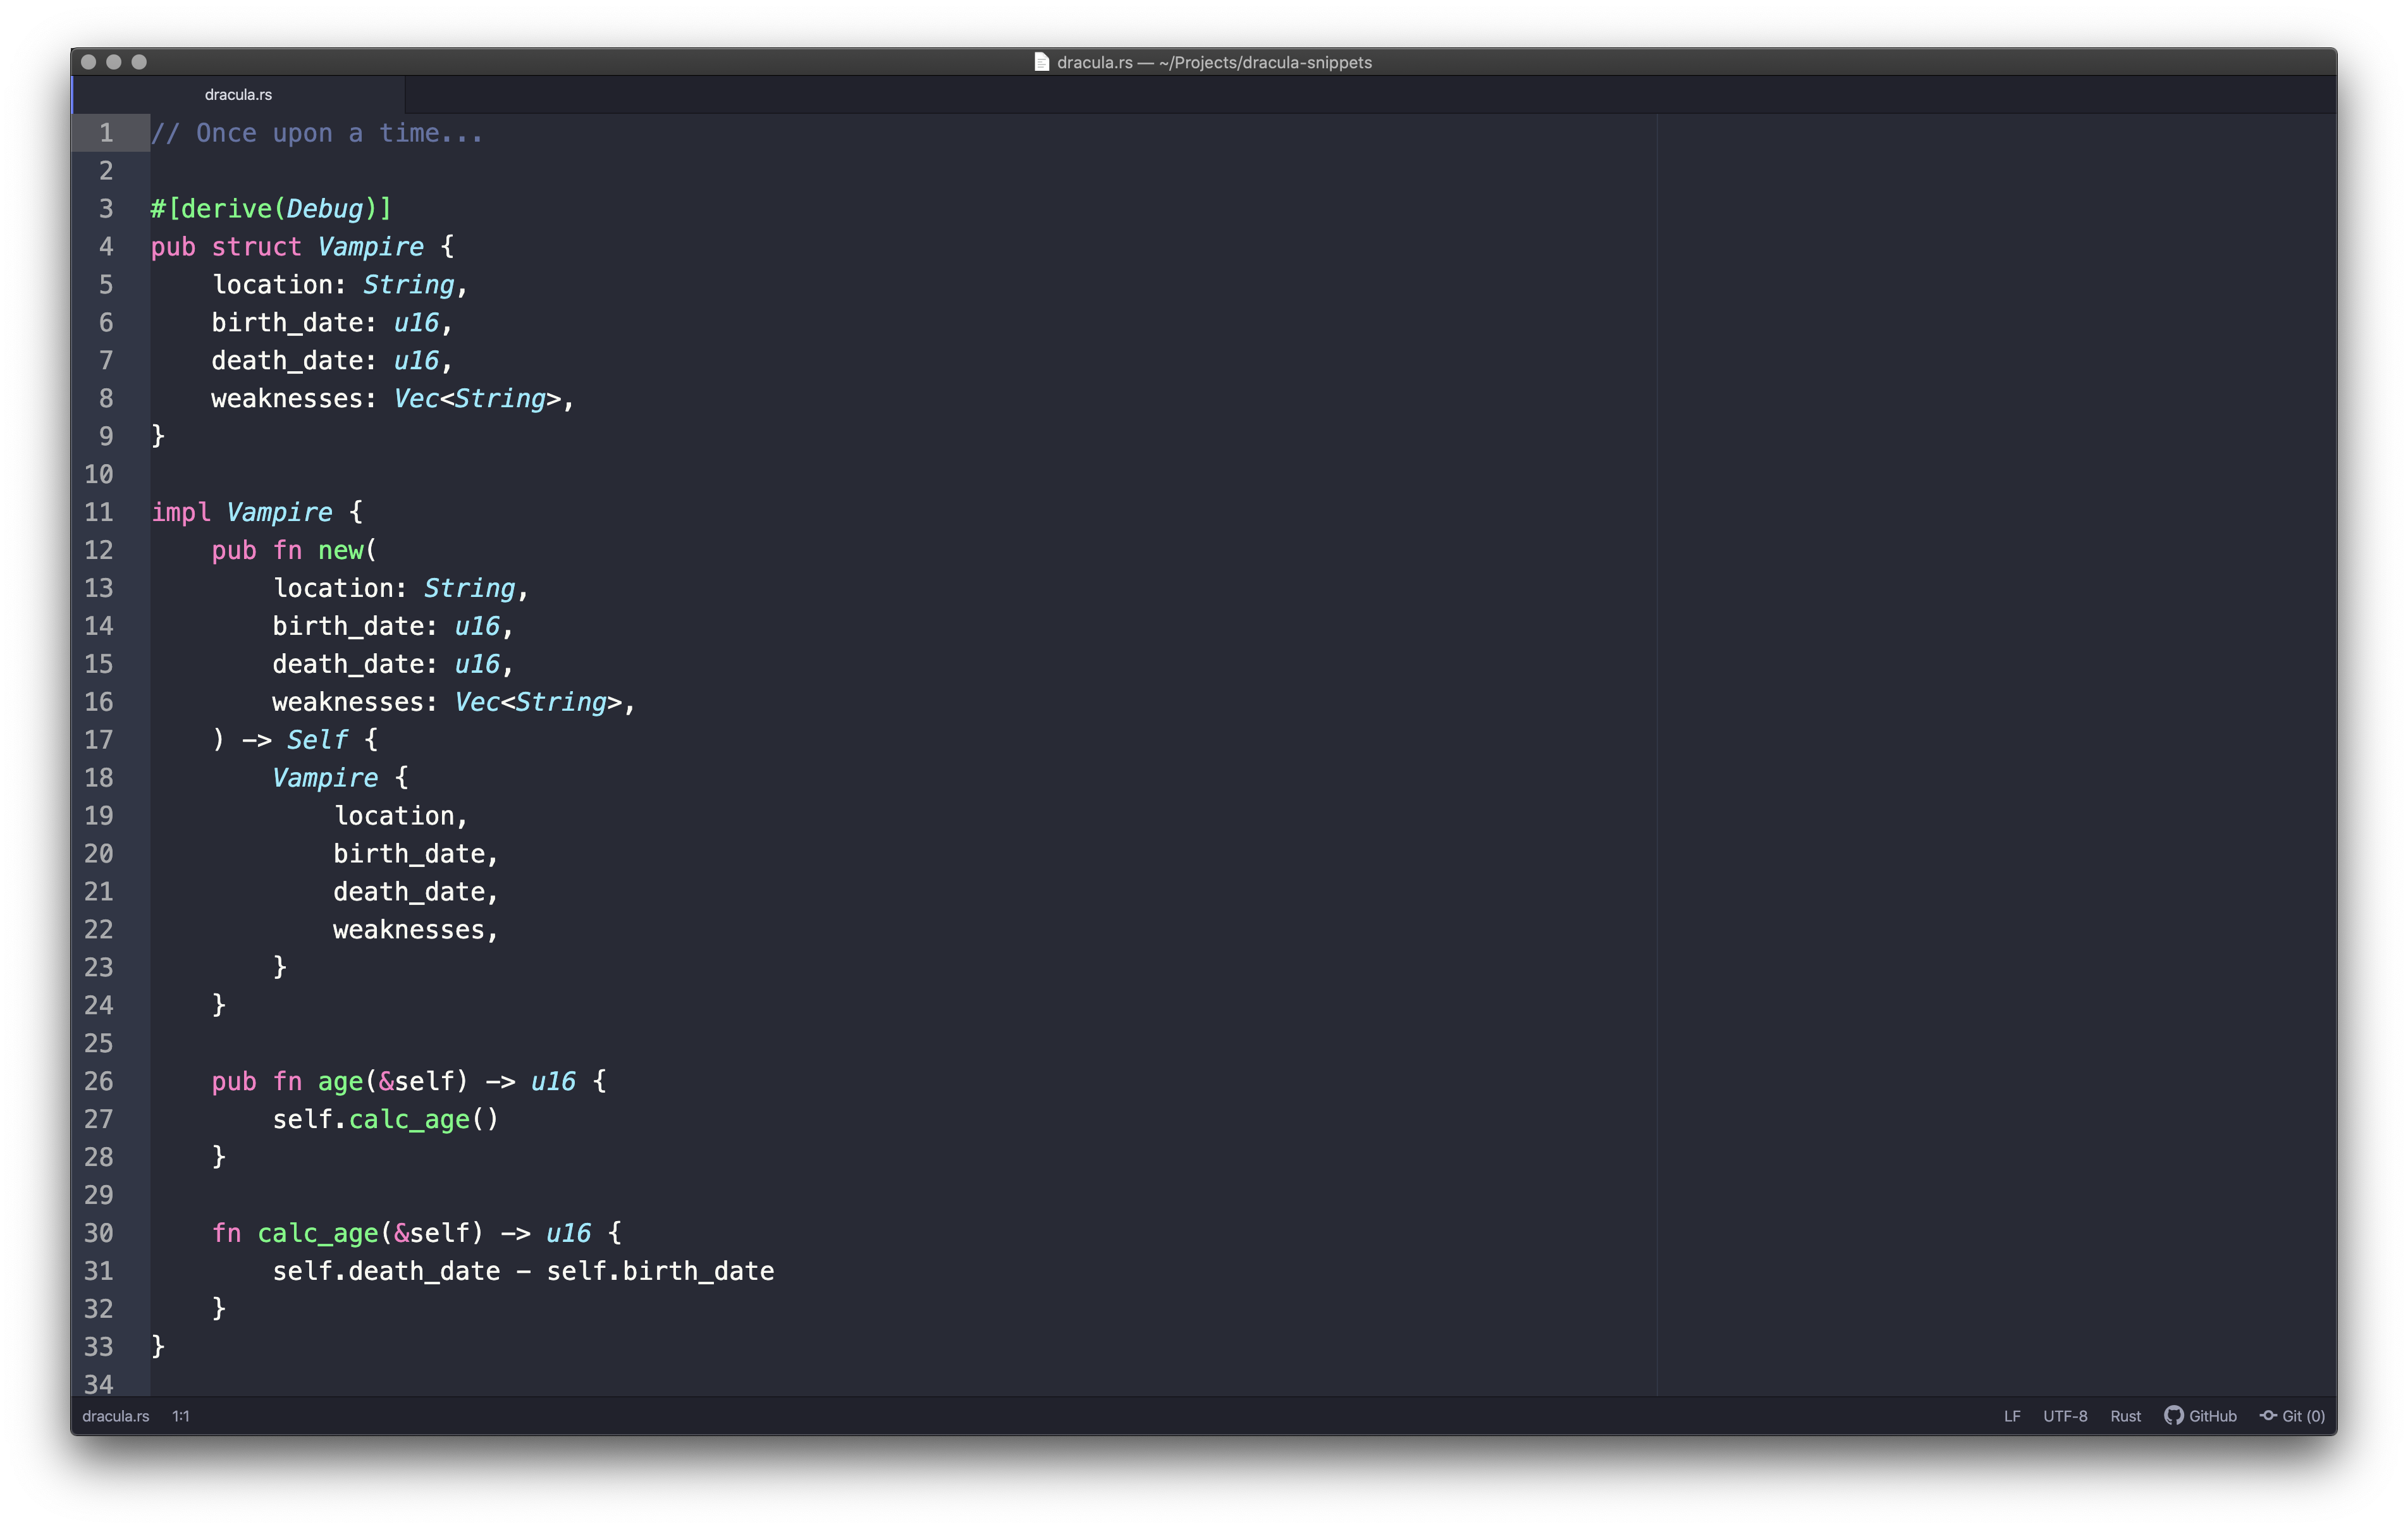 dracula.rs — ~/Projects/dracula-snippets
dracula.rs
1 // Once upon a time...
2
3 #[derive(Debug)]
4 pub struct Vampire {
5     location: String,
6     birth_date: u16,
7     death_date: u16,
8     weaknesses: Vec<String>,
9 }
10
11 impl Vampire {
12     pub fn new(
13         location: String,
14         birth_date: u16,
15         death_date: u16,
16         weaknesses: Vec<String>,
17     ) -> Self {
18         Vampire {
19             location,
20             birth_date,
21             death_date,
22             weaknesses,
23         }
24     }
25
26     pub fn age(&self) -> u16 {
27         self.calc_age()
28     }
29
30     fn calc_age(&self) -> u16 {
31         self.death_date - self.birth_date
32     }
33 }
34
dracula.rs 1:1 LF UTF-8 Rust GitHub Git (0)